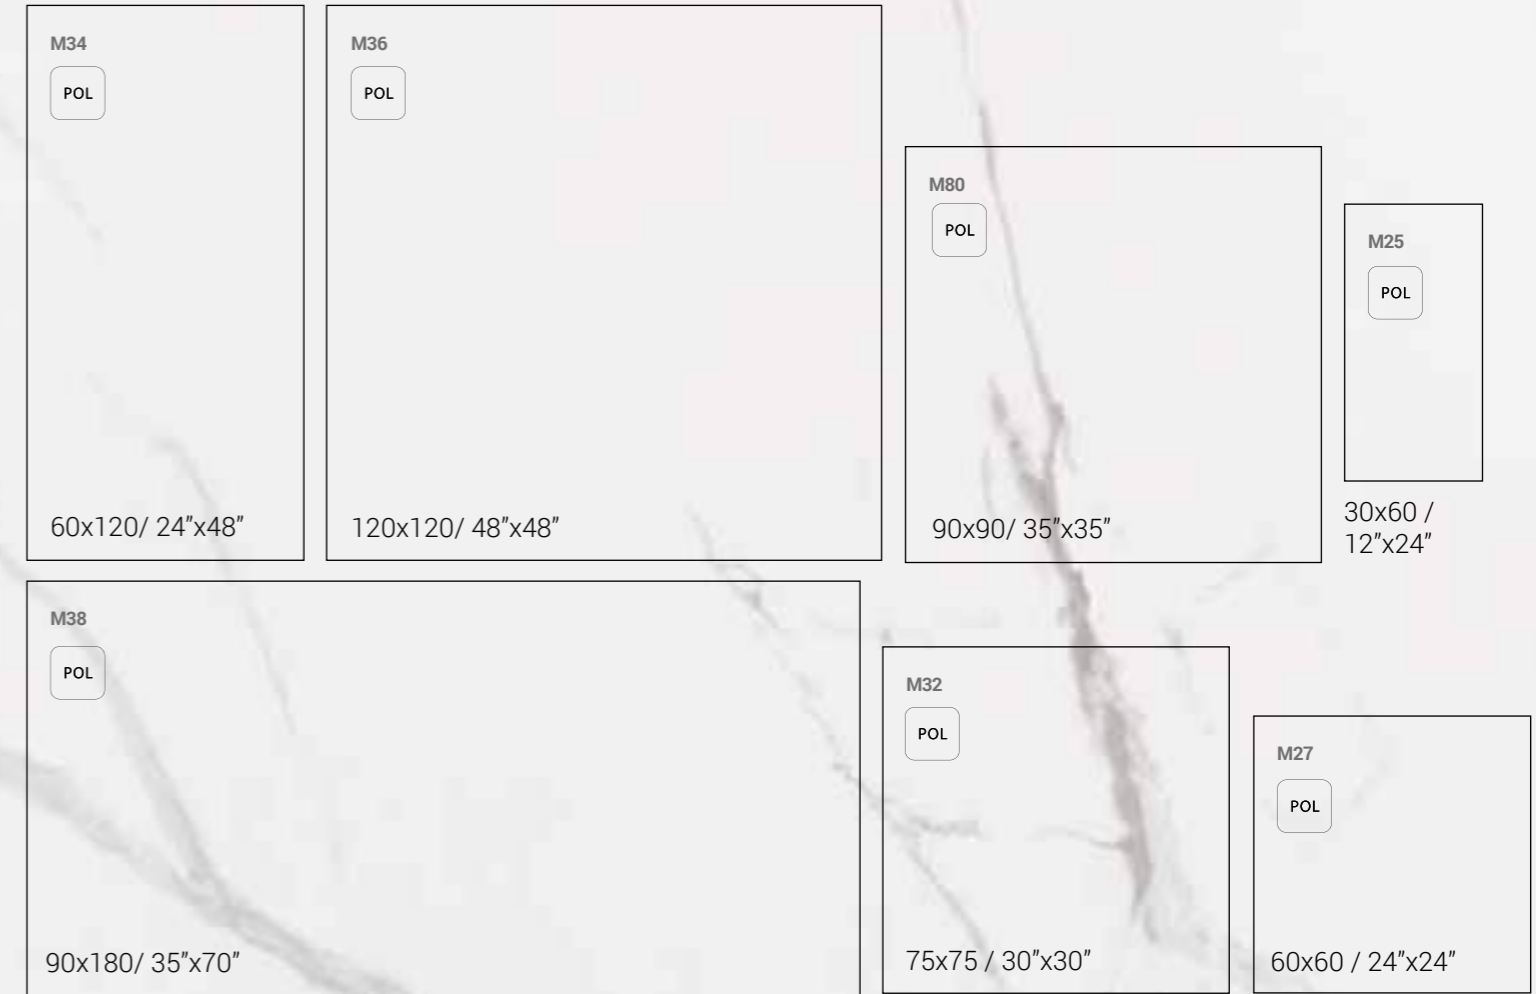 M34
POL
60x120/ 24”x48”
M36
POL
120x120/ 48”x48”
M80
POL
90x90/ 35”x35”
M25
POL
30x60 /
12”x24”
M38
POL
90x180/ 35”x70”
M32
POL
75x75 / 30”x30”
M27
POL
60x60 / 24”x24”